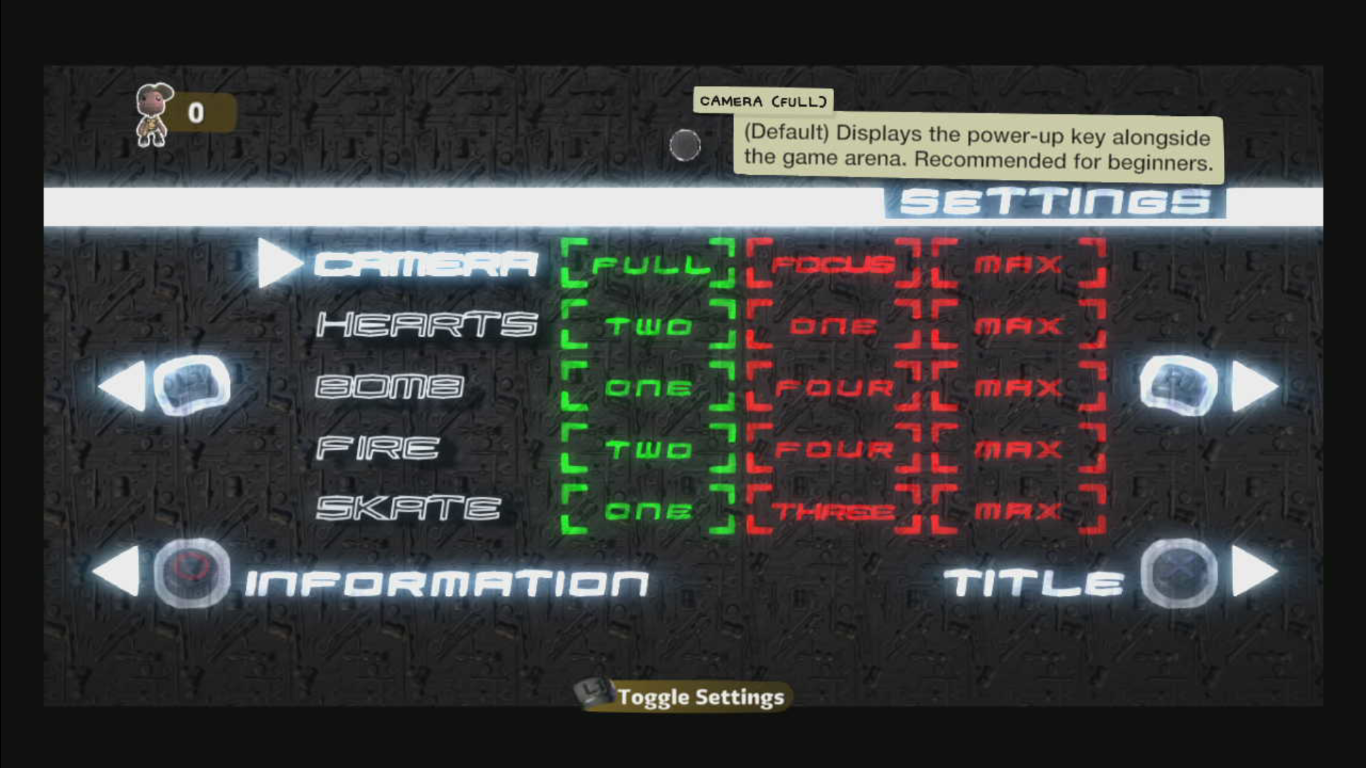 0
CAMERA (FULL)
(Default) Displays the power-up key alongside
the game arena. Recommended for beginners.
SETTINGS
CAMERA FULL FOCUS MAX
HEARTS TWO ONE MAX
BOMB ONE FOUR MAX
FIRE TWO FOUR MAX
SKATE ONE THREE MAX
INFORMATION TITLE
Toggle Settings